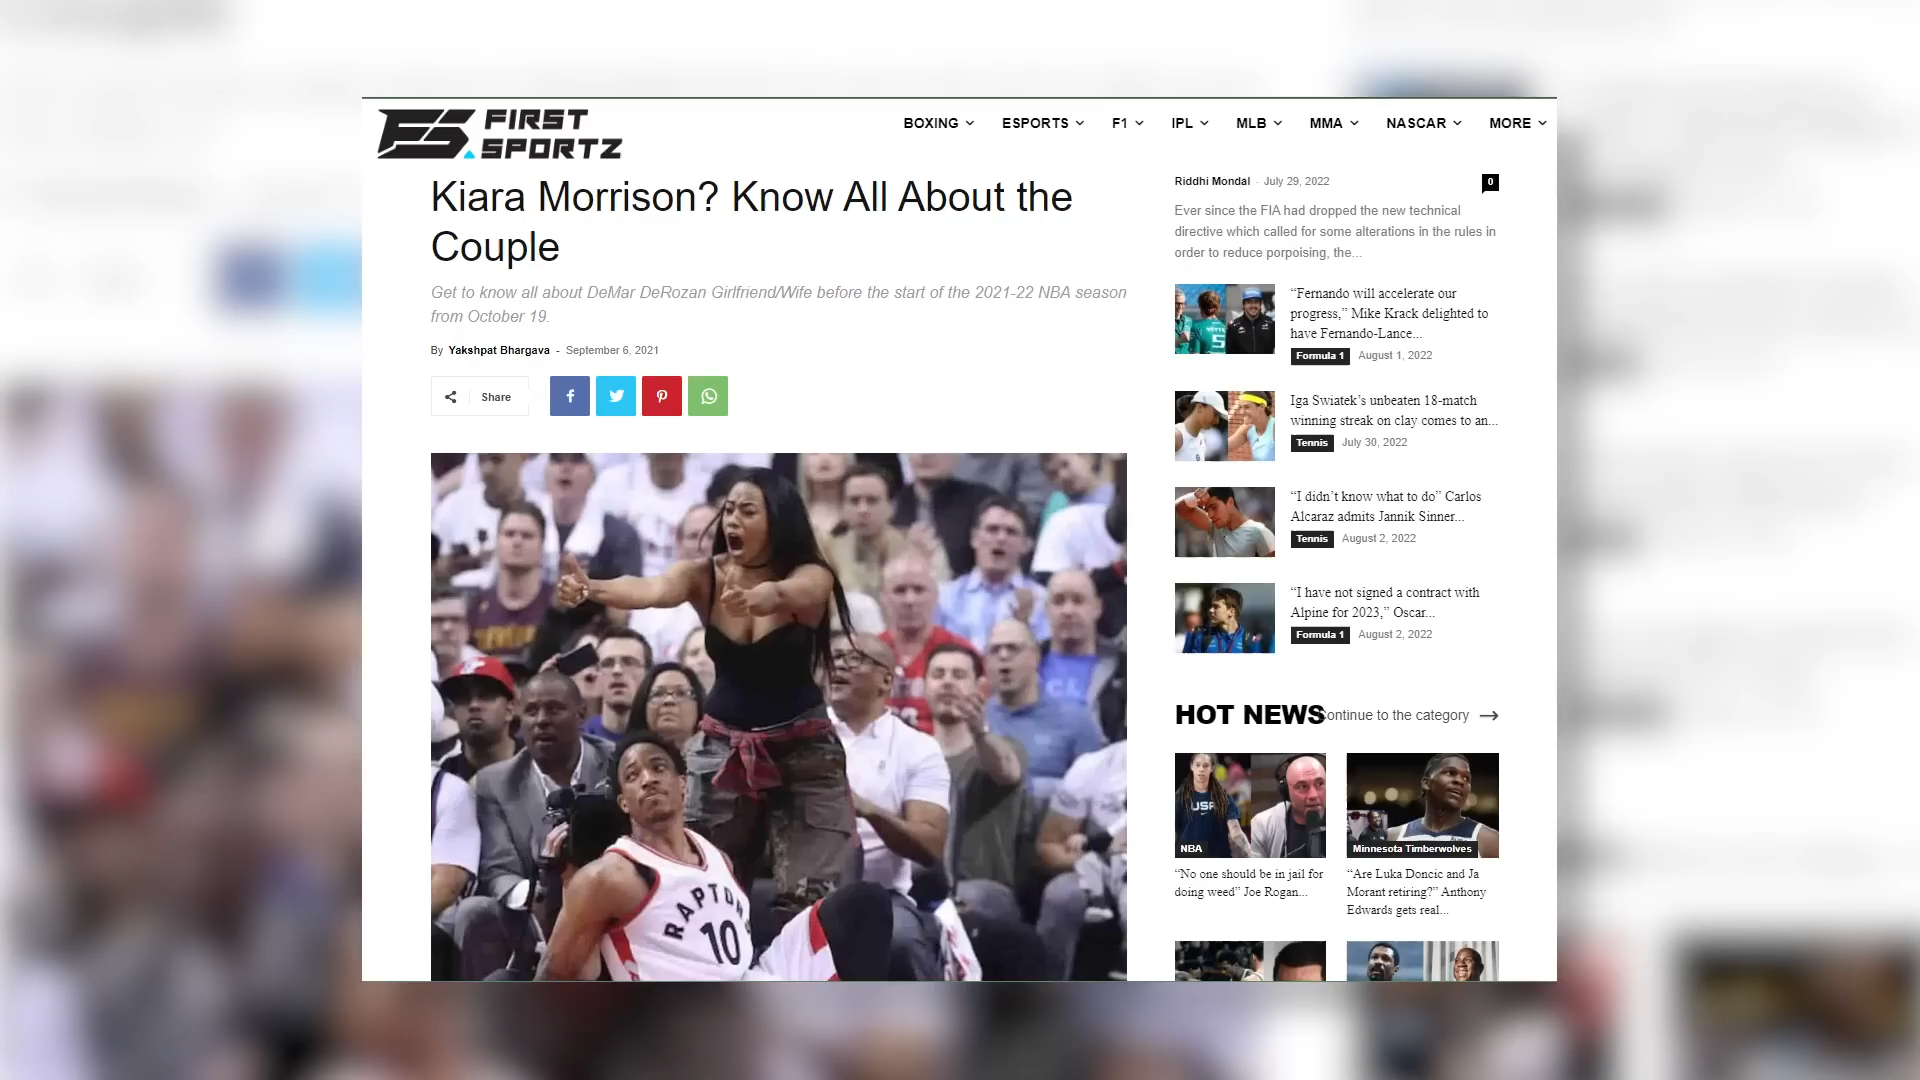 FIRST
SPORTZ
BOXING
ESPORTS
F1
IPL
MLB
MMA
NASCAR
MORE
Kiara Morrison? Know All About the
Couple
Get to know all about DeMar DeRozan Girlfriend/Wife before the start of the 2021-22 NBA season
from October 19.
By Yakshpat Bhargava - September 6, 2021
Share
RAPTO
10
Riddhi Mondal - July 29, 2022
0
Ever since the FIA had dropped the new technical
directive which called for some alterations in the rules in
order to reduce porpoising, the...
“Fernando will accelerate our
progress,” Mike Krack delighted to
have Fernando-Lance...
Formula 1 August 1, 2022
Iga Swiatek’s unbeaten 18-match
winning streak on clay comes to an...
Tennis July 30, 2022
“I didn’t know what to do” Carlos
Alcaraz admits Jannik Sinner...
Tennis August 2, 2022
“I have not signed a contract with
Alpine for 2023,” Oscar...
Formula 1 August 2, 2022
HOT NEWS
Continue to the category
NBA
“No one should be in jail for
doing weed” Joe Rogan...
Minnesota Timberwolves
“Are Luka Doncic and Ja
Morant retiring?” Anthony
Edwards gets real...